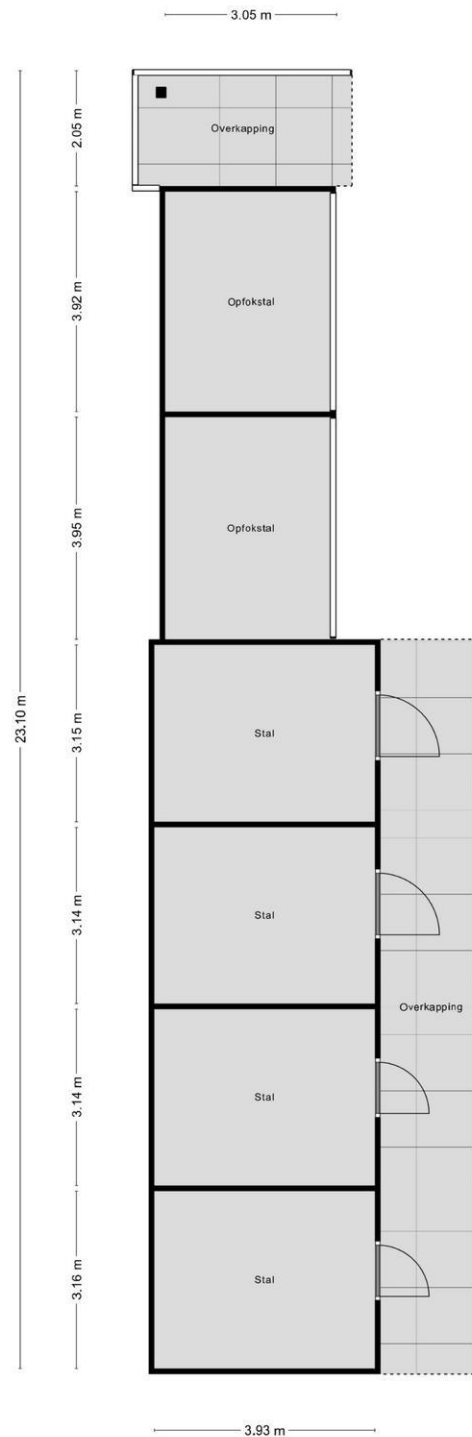 3.05 m
2.05 m
Overkapping
3.92 m
Opfokstal
3.95 m
Opfokstal
23.10 m
3.15 m
Stal
3.14 m
Stal
Overkapping
3.14 m
Stal
3.16 m
Stal
3.93 m